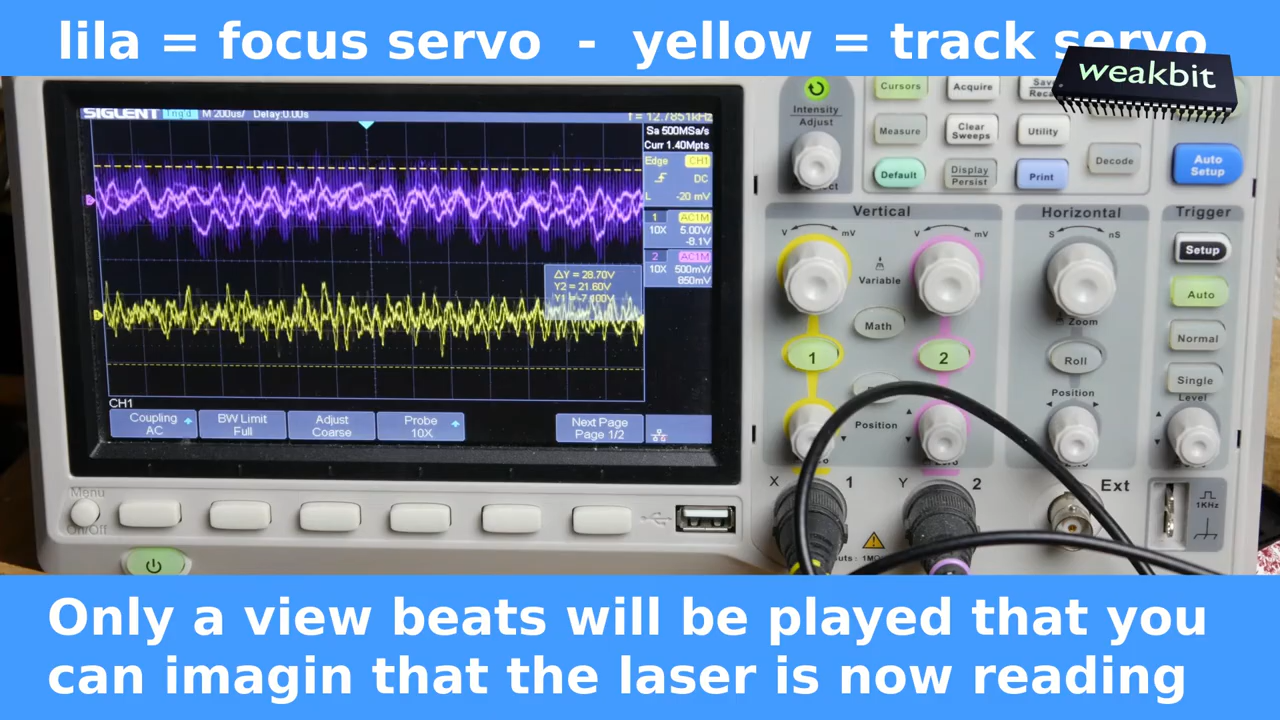 lila = focus servo - yellow = track servo
weakbit
SIGLENT Trig'd M 200us/ Delay:0.00s f = 12.7851kHz
Sa 500MSa/s
Curr 1.40Mpts
Edge CH1
DC
L -20 mV
1 AC1M
10X 5.00V/
-8.1V
2 AC1M
10X 500mV/
850mV
△Y = 28.70V
Y2 = 21.60V
CH1
Coupling
AC
BW Limit
Full
Adjust
Coarse
Probe
10X
Next Page
Page 1/2
Menu
On/Off
Intensity
Adjust
Cursors
Acquire
Measure
Clear
Sweeps
Utility
Default
Display
Persist
Print
Decode
Auto
Setup
Vertical
V mV V mV
Variable
Math
1 2
Position
X 1 Y 2
Horizontal
S nS
Zoom
Roll
Position
Ext
Trigger
Setup
Auto
Normal
Single
Level
1KHz
Only a view beats will be played that you
can imagin that the laser is now reading